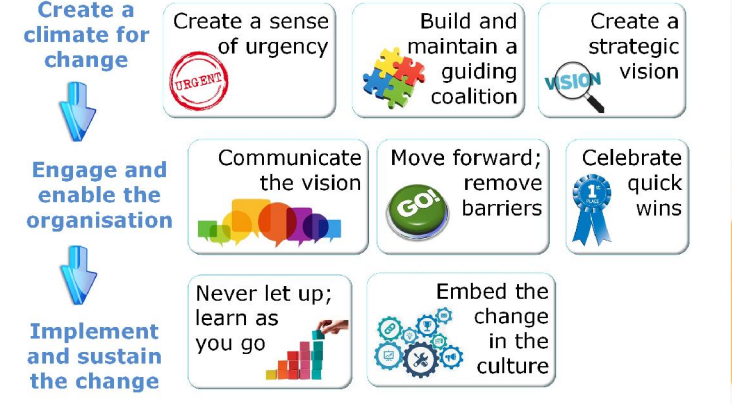 Create a
climate for
change
Create a sense
of urgency
URGENT
Build and
maintain a
guiding
coalition
Create a
strategic
vision
VISION
Engage and
enable the
organisation
Communicate
the vision
Move forward;
remove
barriers
GO!
Celebrate
quick
wins
1st
PLACE
Implement
and sustain
the change
Never let up;
learn as
you go
Embed the
change
in the
culture